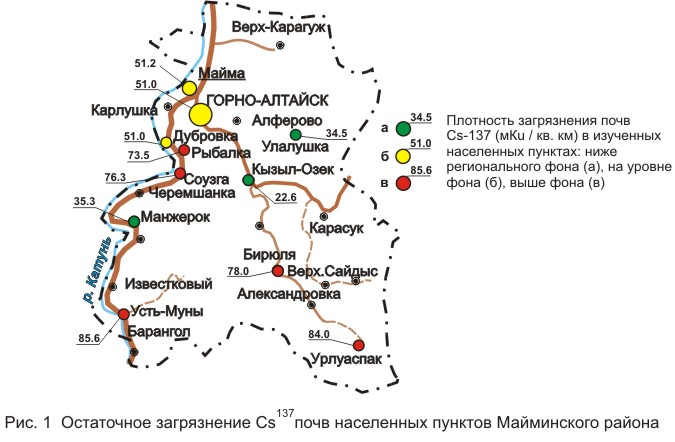 Верх-Карагуж
51.2
Майма
51.0
ГОРНО-АЛТАЙСК
Карлушка
Алферово
34.5
Улалушка
51.0
Дубровка
73.5
Рыбалка
Кызыл-Озек
76.3
Соузга
Черемшанка
22.6
35.3
Манжерок
Карасук
р. Катунь
Бирюля
78.0
Верх.Сайдыс
Известковый
Александровка
Усть-Муны
85.6
Барангол
84.0
Урлуаспак
а 34.5
б 51.0
в 85.6
Плотность загрязнения почв
Cs-137 (мКu / кв. км) в изученных
населенных пунктах: ниже
регионального фона (а), на уровне
фона (б), выше фона (в)
Рис. 1 Остаточное загрязнение Cs137 почв населенных пунктов Майминского района